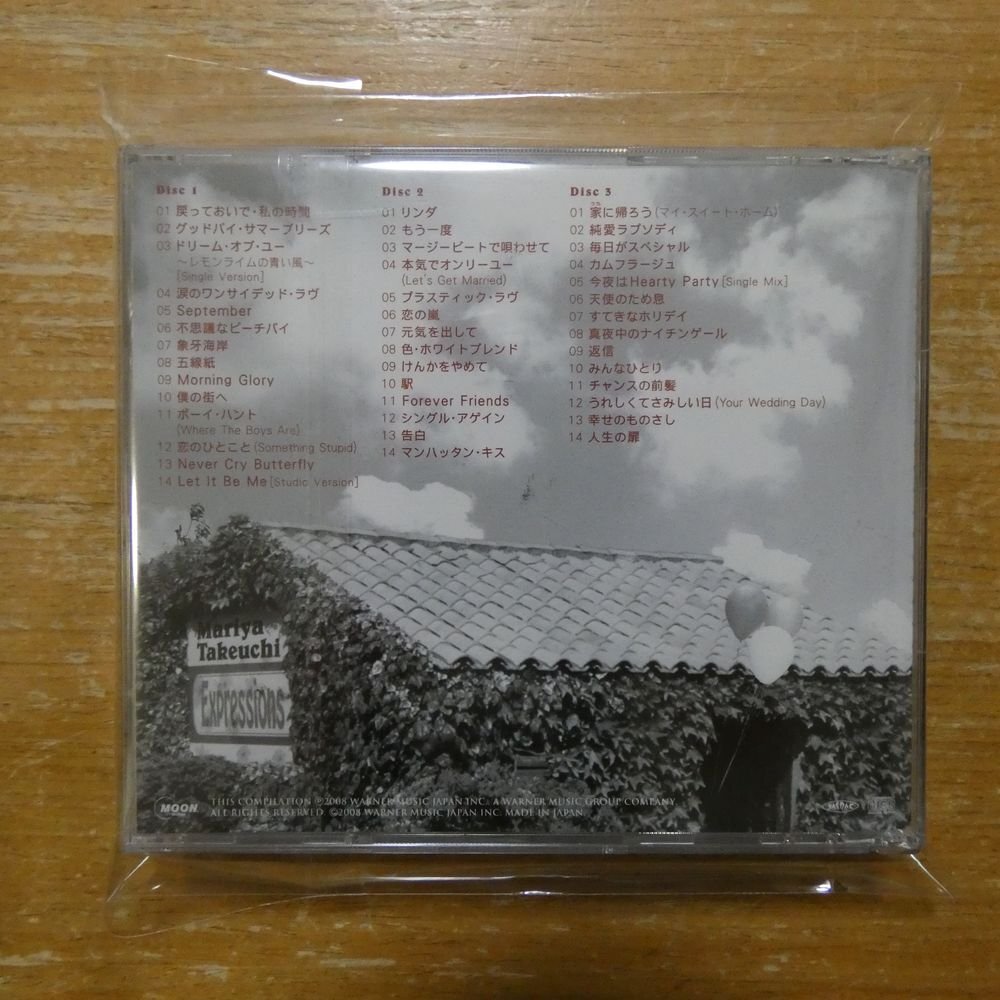 Disc 1
01 戻っておいで・私の時間
02 グッドバイ・サマーブリーズ
03 ドリーム・オブ・ユー
～レモンライムの青い風～
[Single Version]
04 涙のワンサイデッド・ラヴ
05 September
06 不思議なピーチパイ
07 象牙海岸
08 五線紙
09 Morning Glory
10 僕の街へ
11 ボーイ・ハント
(Where The Boys Are)
12 恋のひとこと (Something Stupid)
13 Never Cry Butterfly
14 Let It Be Me [Studio Version]
Disc 2
01 リンダ
02 もう一度
03 マージービートで唄わせて
04 本気でオンリーユー
(Let's Get Married)
05 プラスティック・ラヴ
06 恋の嵐
07 元気を出して
08 色・ホワイトブレンド
09 けんかをやめて
10 駅
11 Forever Friends
12 シングル・アゲイン
13 告白
14 マンハッタン・キス
Disc 3
01 家に帰ろう (マイ・スイート・ホーム)
02 純愛ラプソディ
03 毎日がスペシャル
04 カムフラージュ
05 今夜はHearty Party [Single Mix]
06 天使のため息
07 すてきなホリデイ
08 真夜中のナイチンゲール
09 返信
10 みんなひとり
11 チャンスの前髪
12 うれしくてさみしい日 (Your Wedding Day)
13 幸せのものさし
14 人生の扉
Mariya
Takeuchi
Expressions
MOON
THIS COMPILATION ℗2008 WARNER MUSIC JAPAN INC. A WARNER MUSIC GROUP COMPANY.
ALL RIGHTS RESERVED. ©2008 WARNER MUSIC JAPAN INC. MADE IN JAPAN.